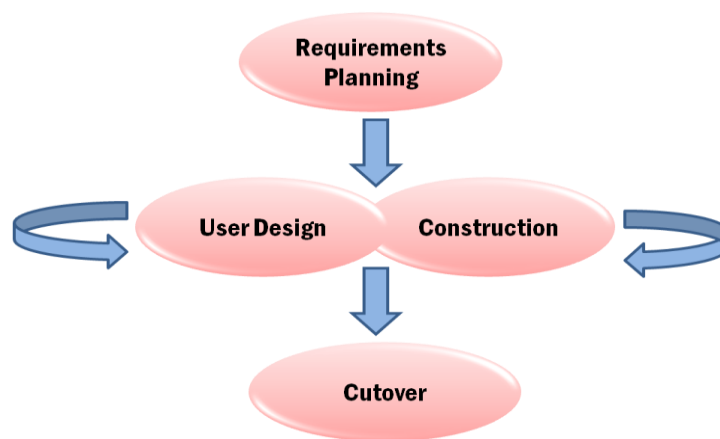 Requirements
Planning
User Design
Construction
Cutover